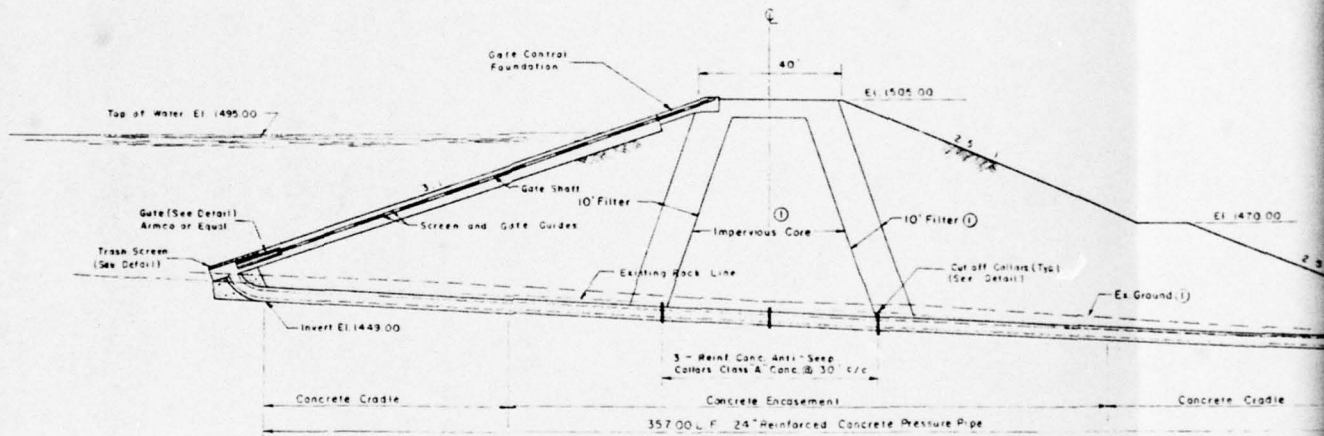 ℄
Gate Control
Foundation
40'
El. 1505.00
Top of Water El. 1495.00
2.5 1
3 1
Gate Shaft
10' Filter
①
10' Filter ①
El. 1470.00
Gate (See Detail)
Armco or Equal
Screen and Gate Guides
Impervious Core
Trash Screen
(See Detail)
Existing Rock Line
Cut off Collars (Typ.)
(See Detail)
Ex. Ground ①
Invert El. 1449.00
3 - Reinf. Conc. Anti-Seep
Collars Class "A" Conc. @ 30' c/c
Concrete Cradle
Concrete Encasement
Concrete Cradle
357.00 L.F. 24" Reinforced Concrete Pressure Pipe